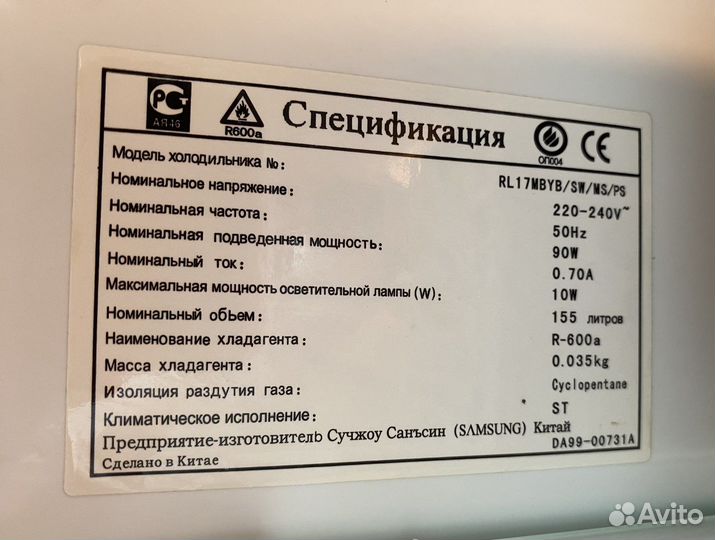 РСТ
АЯ46
R600a
Спецификация
ОП004
CE
Модель холодильника №: RL17MBYB/SW/MS/PS
Номинальное напряжение: 220-240V~
Номинальная частота: 50Hz
Номинальная подведенная мощность: 90W
Номинальный ток: 0.70A
Максимальная мощность осветительной лампы (W): 10W
Номинальный объем: 155 литров
Наименование хладагента: R-600a
Масса хладагента: 0.035kg
Изоляция раздутия газа: Cyclopentane
Климатическое исполнение: ST
Предприятие-изготовитель Сучжоу Санъсин (SAMSUNG) Китай
Сделано в Китае DA99-00731A
Avito